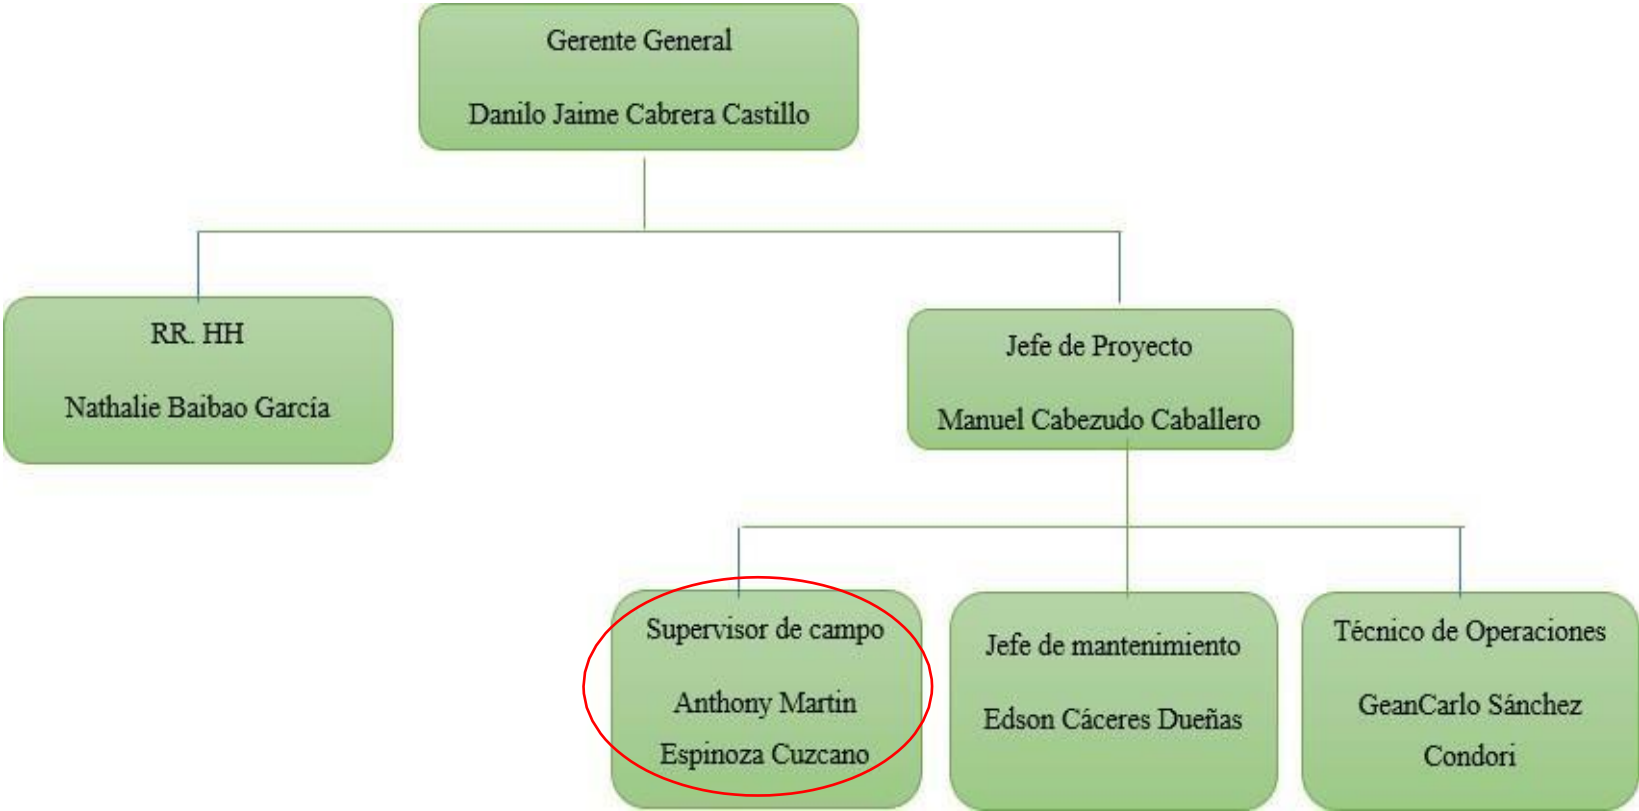 Gerente General
Danilo Jaime Cabrera Castillo
RR. HH
Nathalie Baibao García
Jefe de Proyecto
Manuel Cabezudo Caballero
Supervisor de campo
Anthony Martin
Espinoza Cuzcano
Jefe de mantenimiento
Edson Cáceres Dueñas
Técnico de Operaciones
GeanCarlo Sánchez
Condori